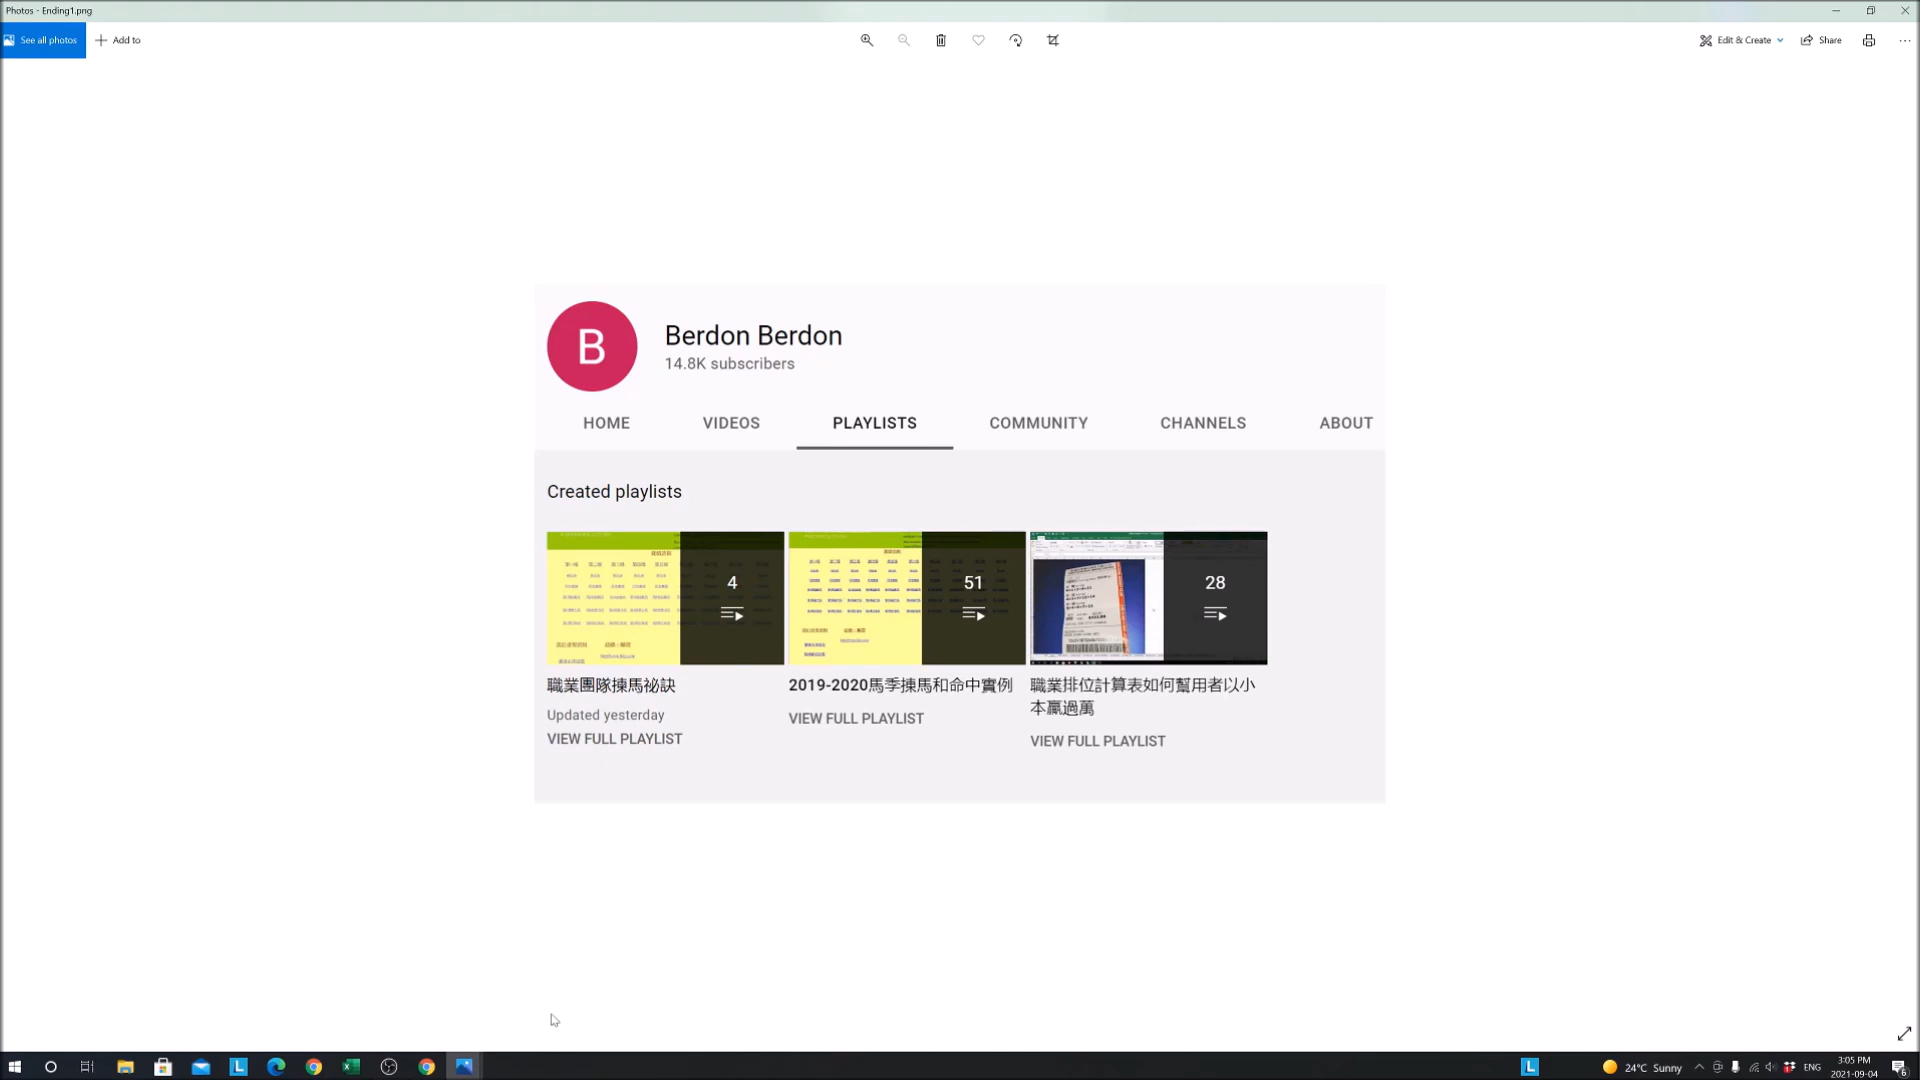 Photos - Ending1.png
See all photos
Add to
Edit & Create
Share
B
Berdon Berdon
14.8K subscribers
HOME VIDEOS PLAYLISTS COMMUNITY CHANNELS ABOUT
Created playlists
4
51
28
職業團隊揀馬祕訣
Updated yesterday
VIEW FULL PLAYLIST
2019-2020馬季揀馬和命中實例
VIEW FULL PLAYLIST
職業排位計算表如何幫用者以小
本贏過萬
VIEW FULL PLAYLIST
24°C Sunny
ENG
3:05 PM
2021-09-04